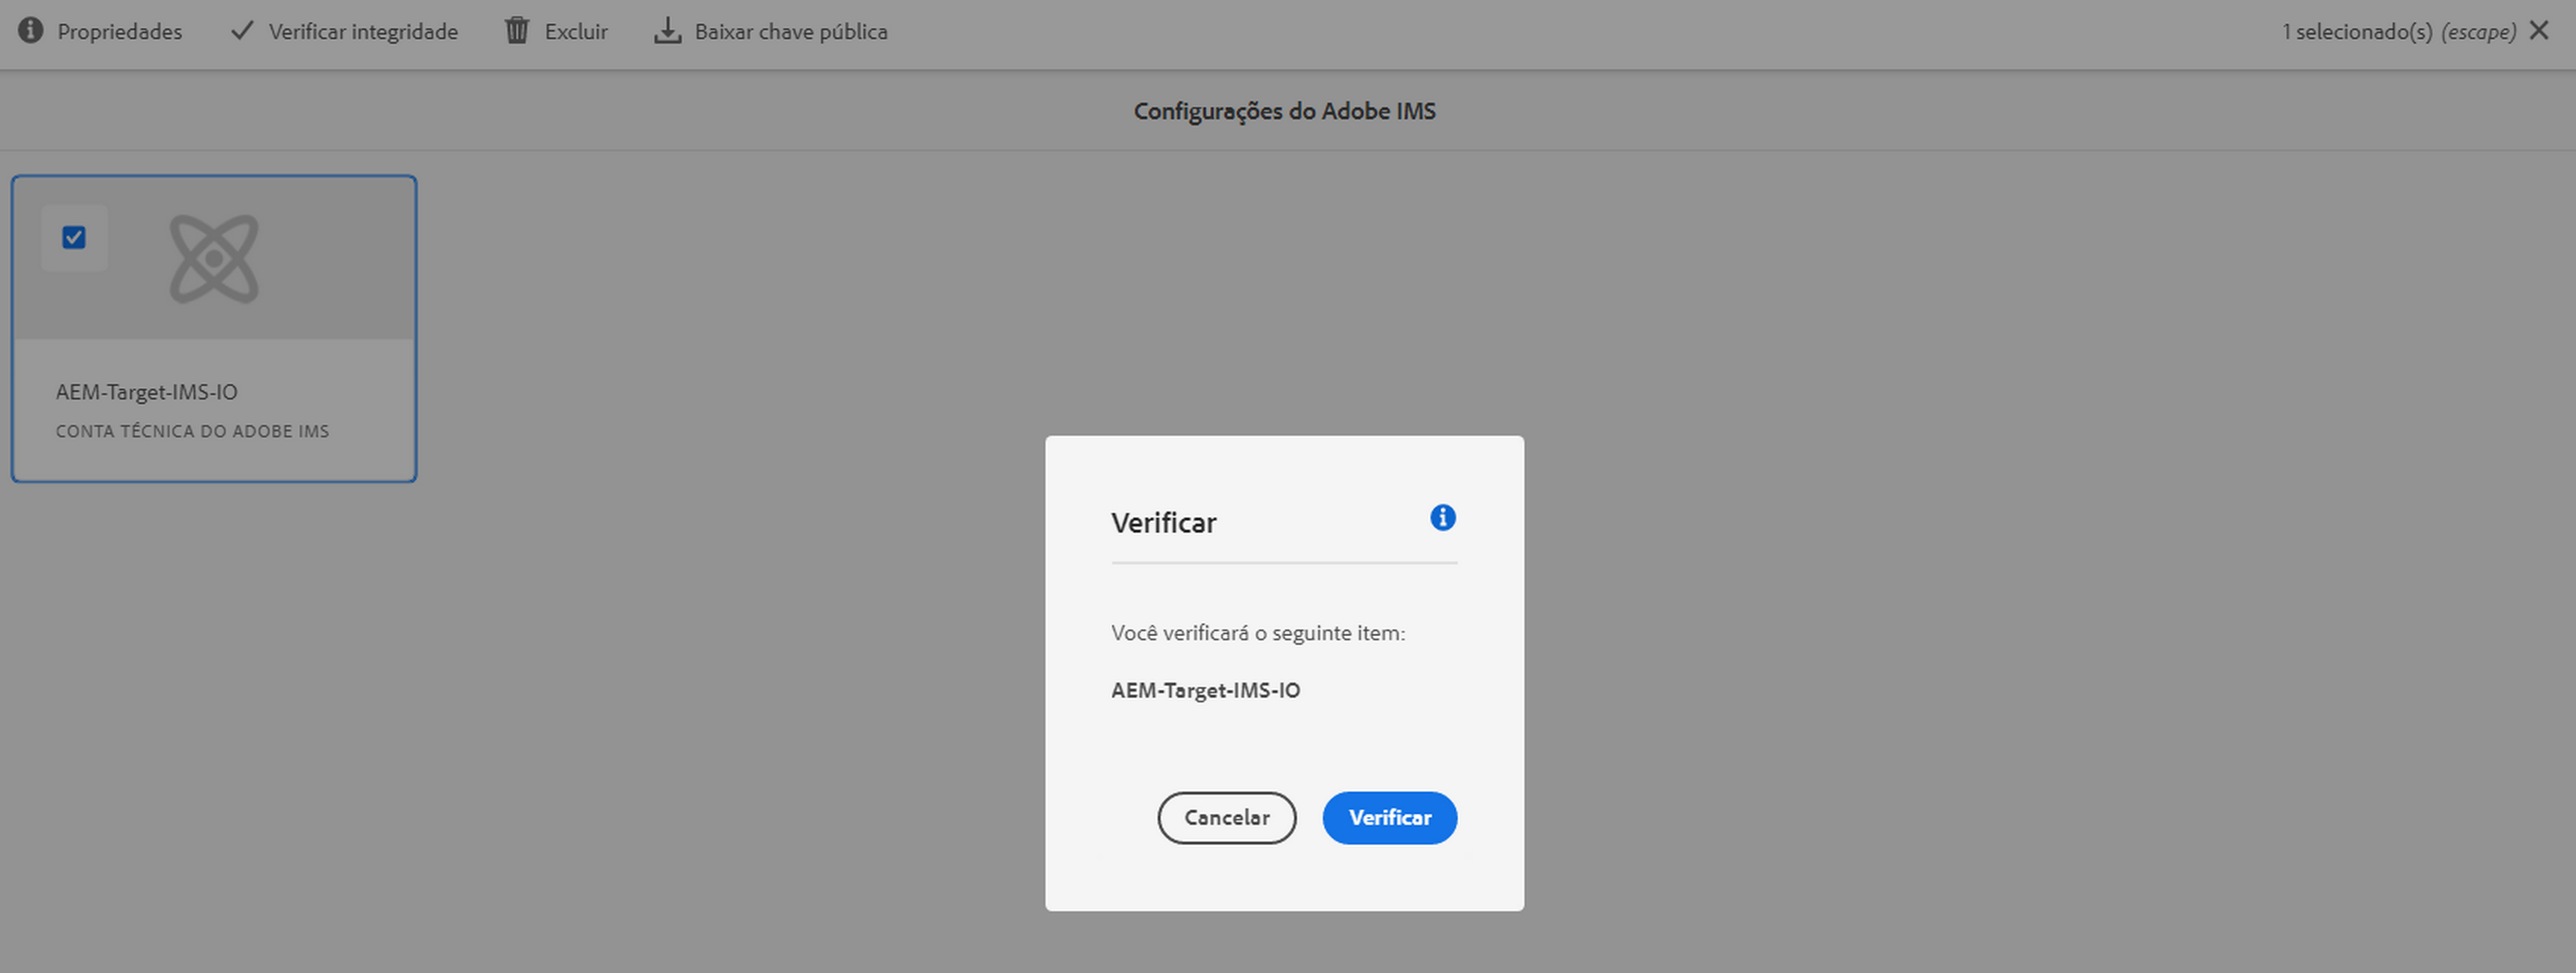 Propriedades Verificar integridade Excluir Baixar chave pública 1 selecionado(s) (escape)
Configurações do Adobe IMS
AEM-Target-IMS-IO
CONTA TÉCNICA DO ADOBE IMS
Verificar
Você verificará o seguinte item:
AEM-Target-IMS-IO
Cancelar Verificar